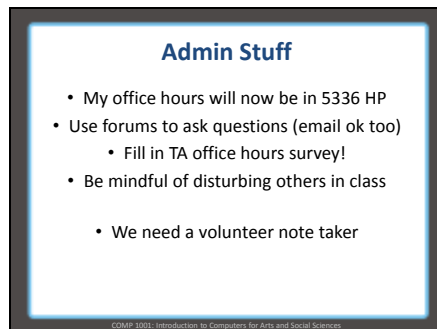 Admin Stuff
• My office hours will now be in 5336 HP
• Use forums to ask questions (email ok too)
• Fill in TA office hours survey!
• Be mindful of disturbing others in class
• We need a volunteer note taker
COMP 1001: Introduction to Computers for Arts and Social Sciences